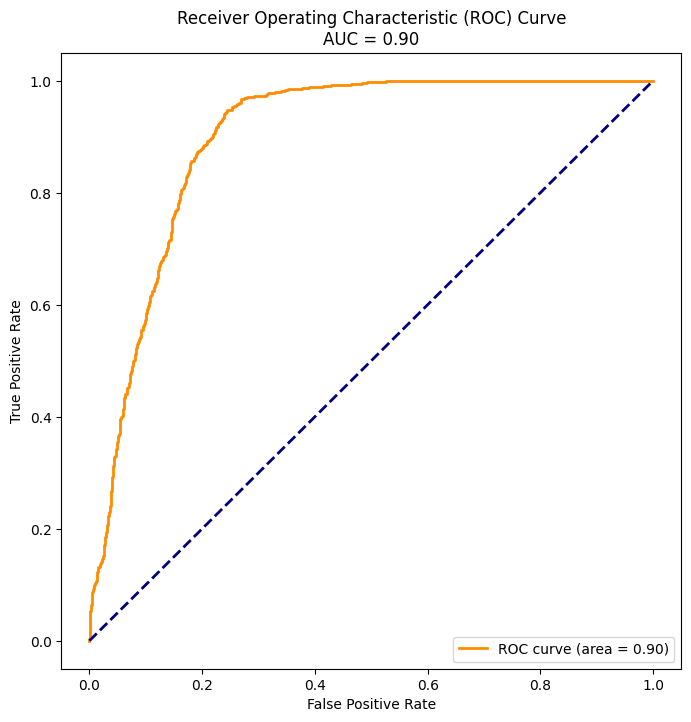 Receiver Operating Characteristic (ROC) Curve
AUC = 0.90
1.0
0.8
0.6
0.4
0.2
0.0
True Positive Rate
ROC curve (area = 0.90)
0.0 0.2 0.4 0.6 0.8 1.0
False Positive Rate